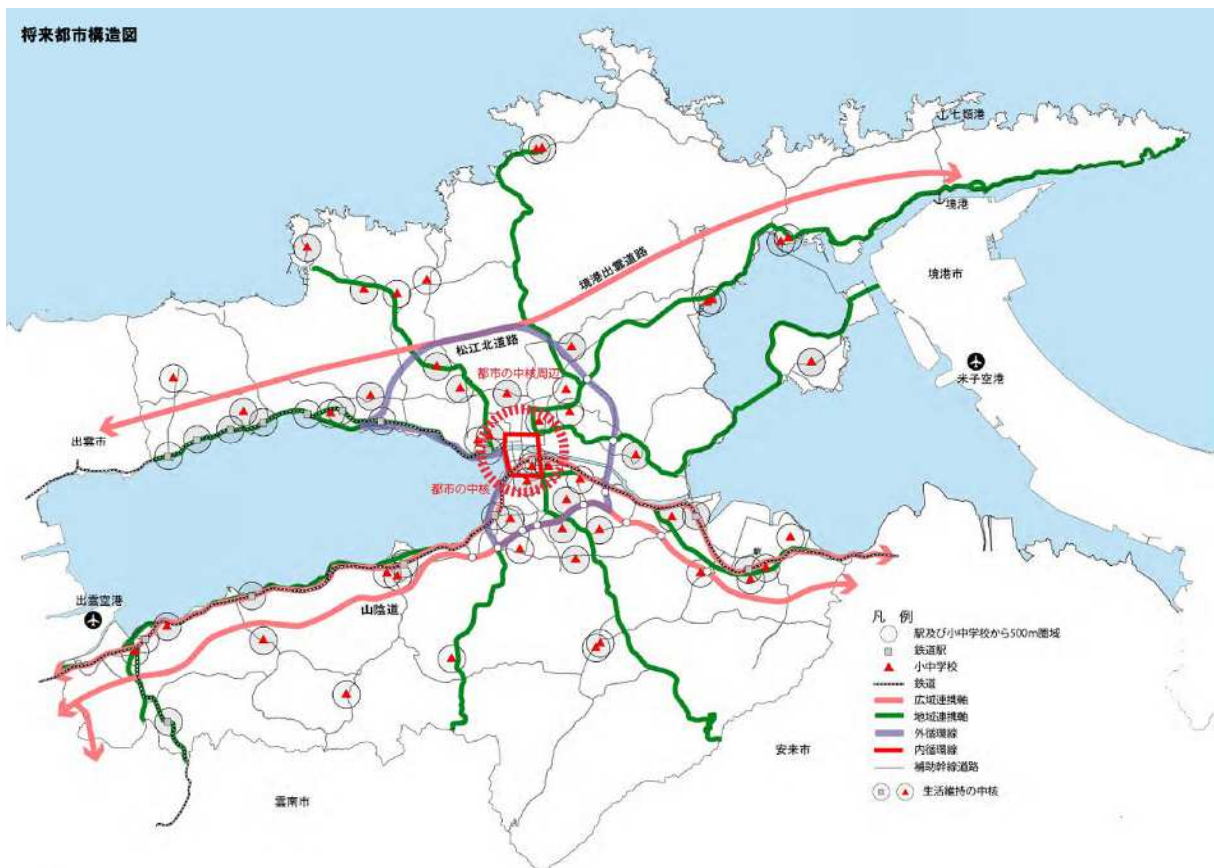 将来都市構造図
七類港
境港
境港市
境港出雲道路
松江北道路
米子空港
都市の中核周辺
出雲市
都市の中核
出雲空港
山陰道
安来市
雲南市
凡 例
駅及び小中学校から500m圏域
鉄道駅
小中学校
鉄道
広域連携軸
地域連携軸
外循環線
内循環線
補助幹線道路
生活維持の中核